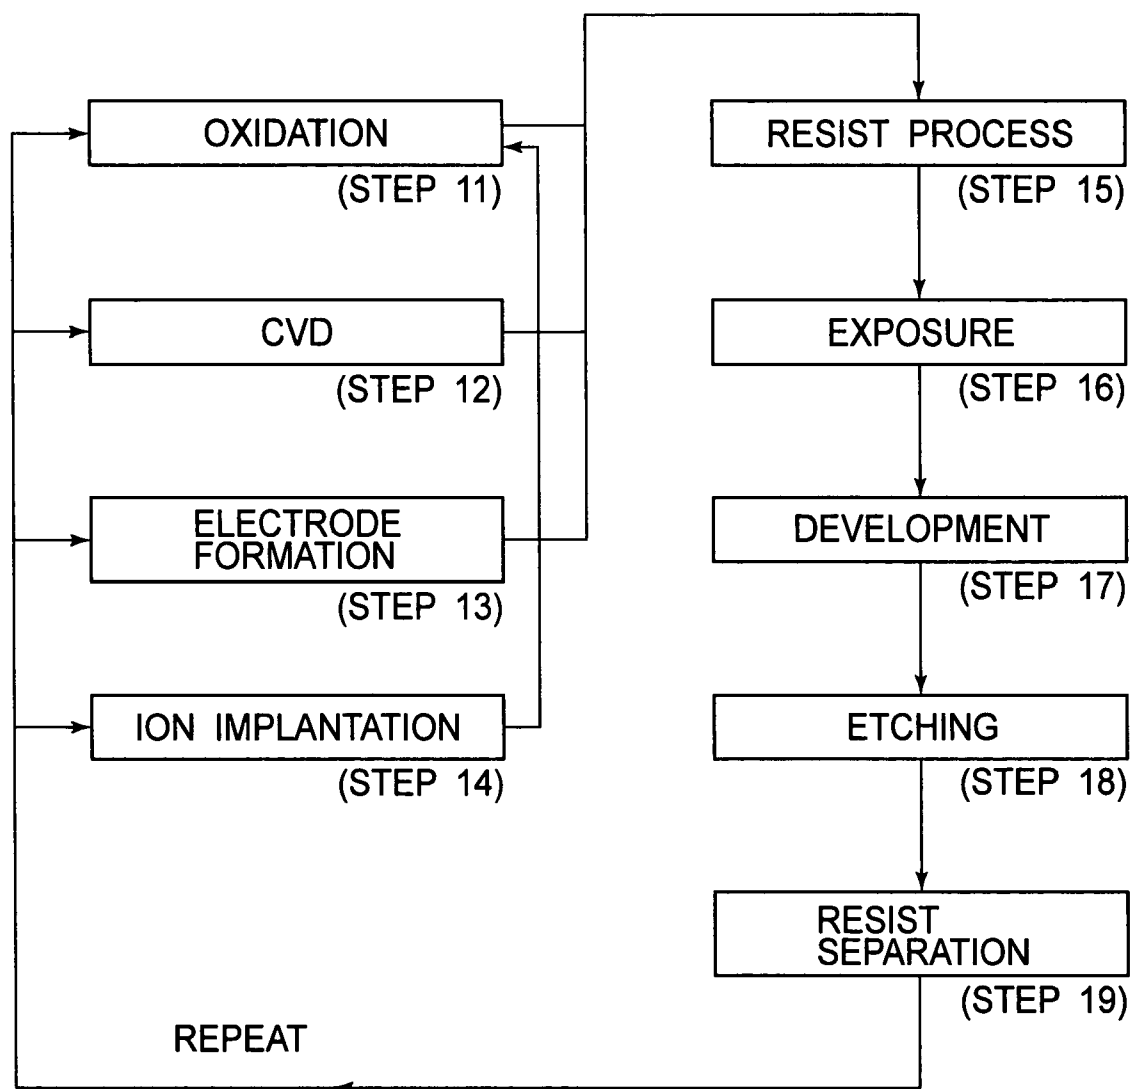 OXIDATION
(STEP 11)
CVD
(STEP 12)
ELECTRODE
FORMATION
(STEP 13)
ION IMPLANTATION
(STEP 14)
RESIST PROCESS
(STEP 15)
EXPOSURE
(STEP 16)
DEVELOPMENT
(STEP 17)
ETCHING
(STEP 18)
RESIST
SEPARATION
(STEP 19)
REPEAT